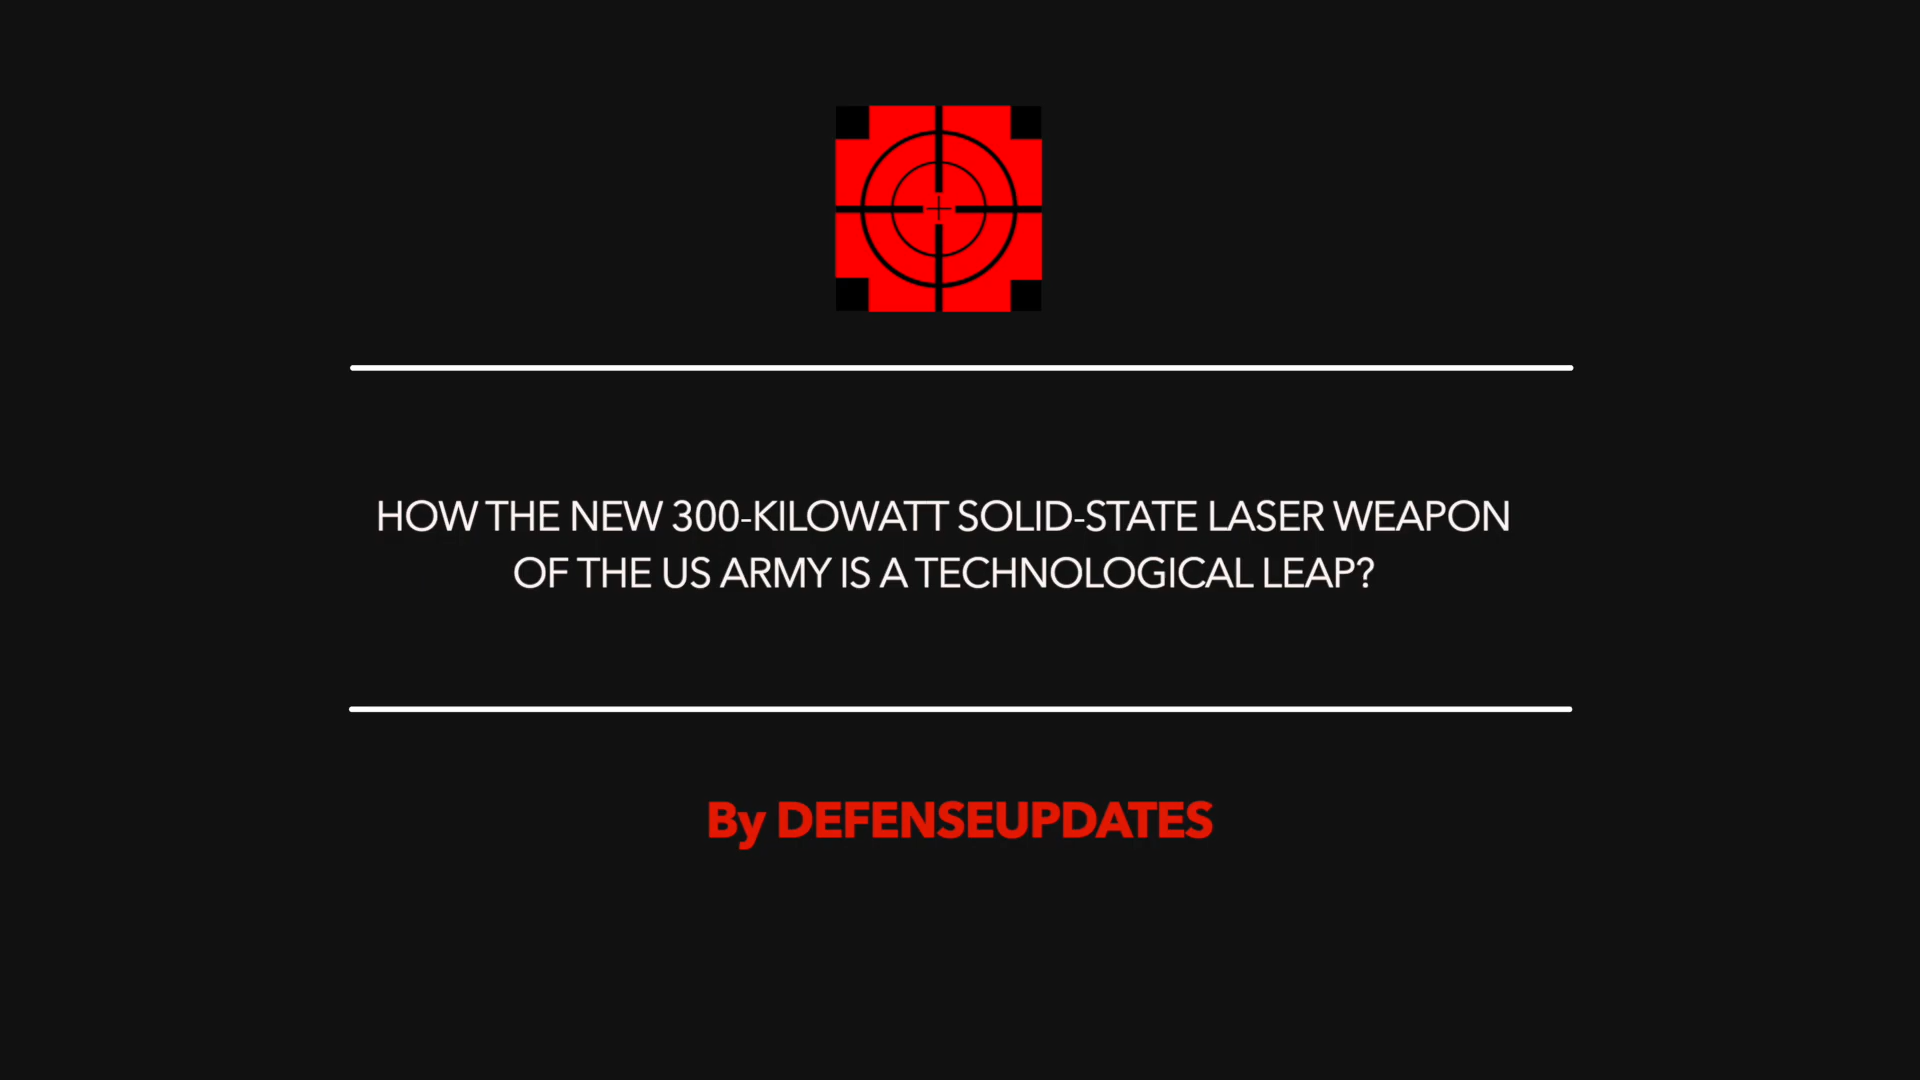 HOW THE NEW 300-KILOWATT SOLID-STATE LASER WEAPON
OF THE US ARMY IS A TECHNOLOGICAL LEAP?
By DEFENSEUPDATES